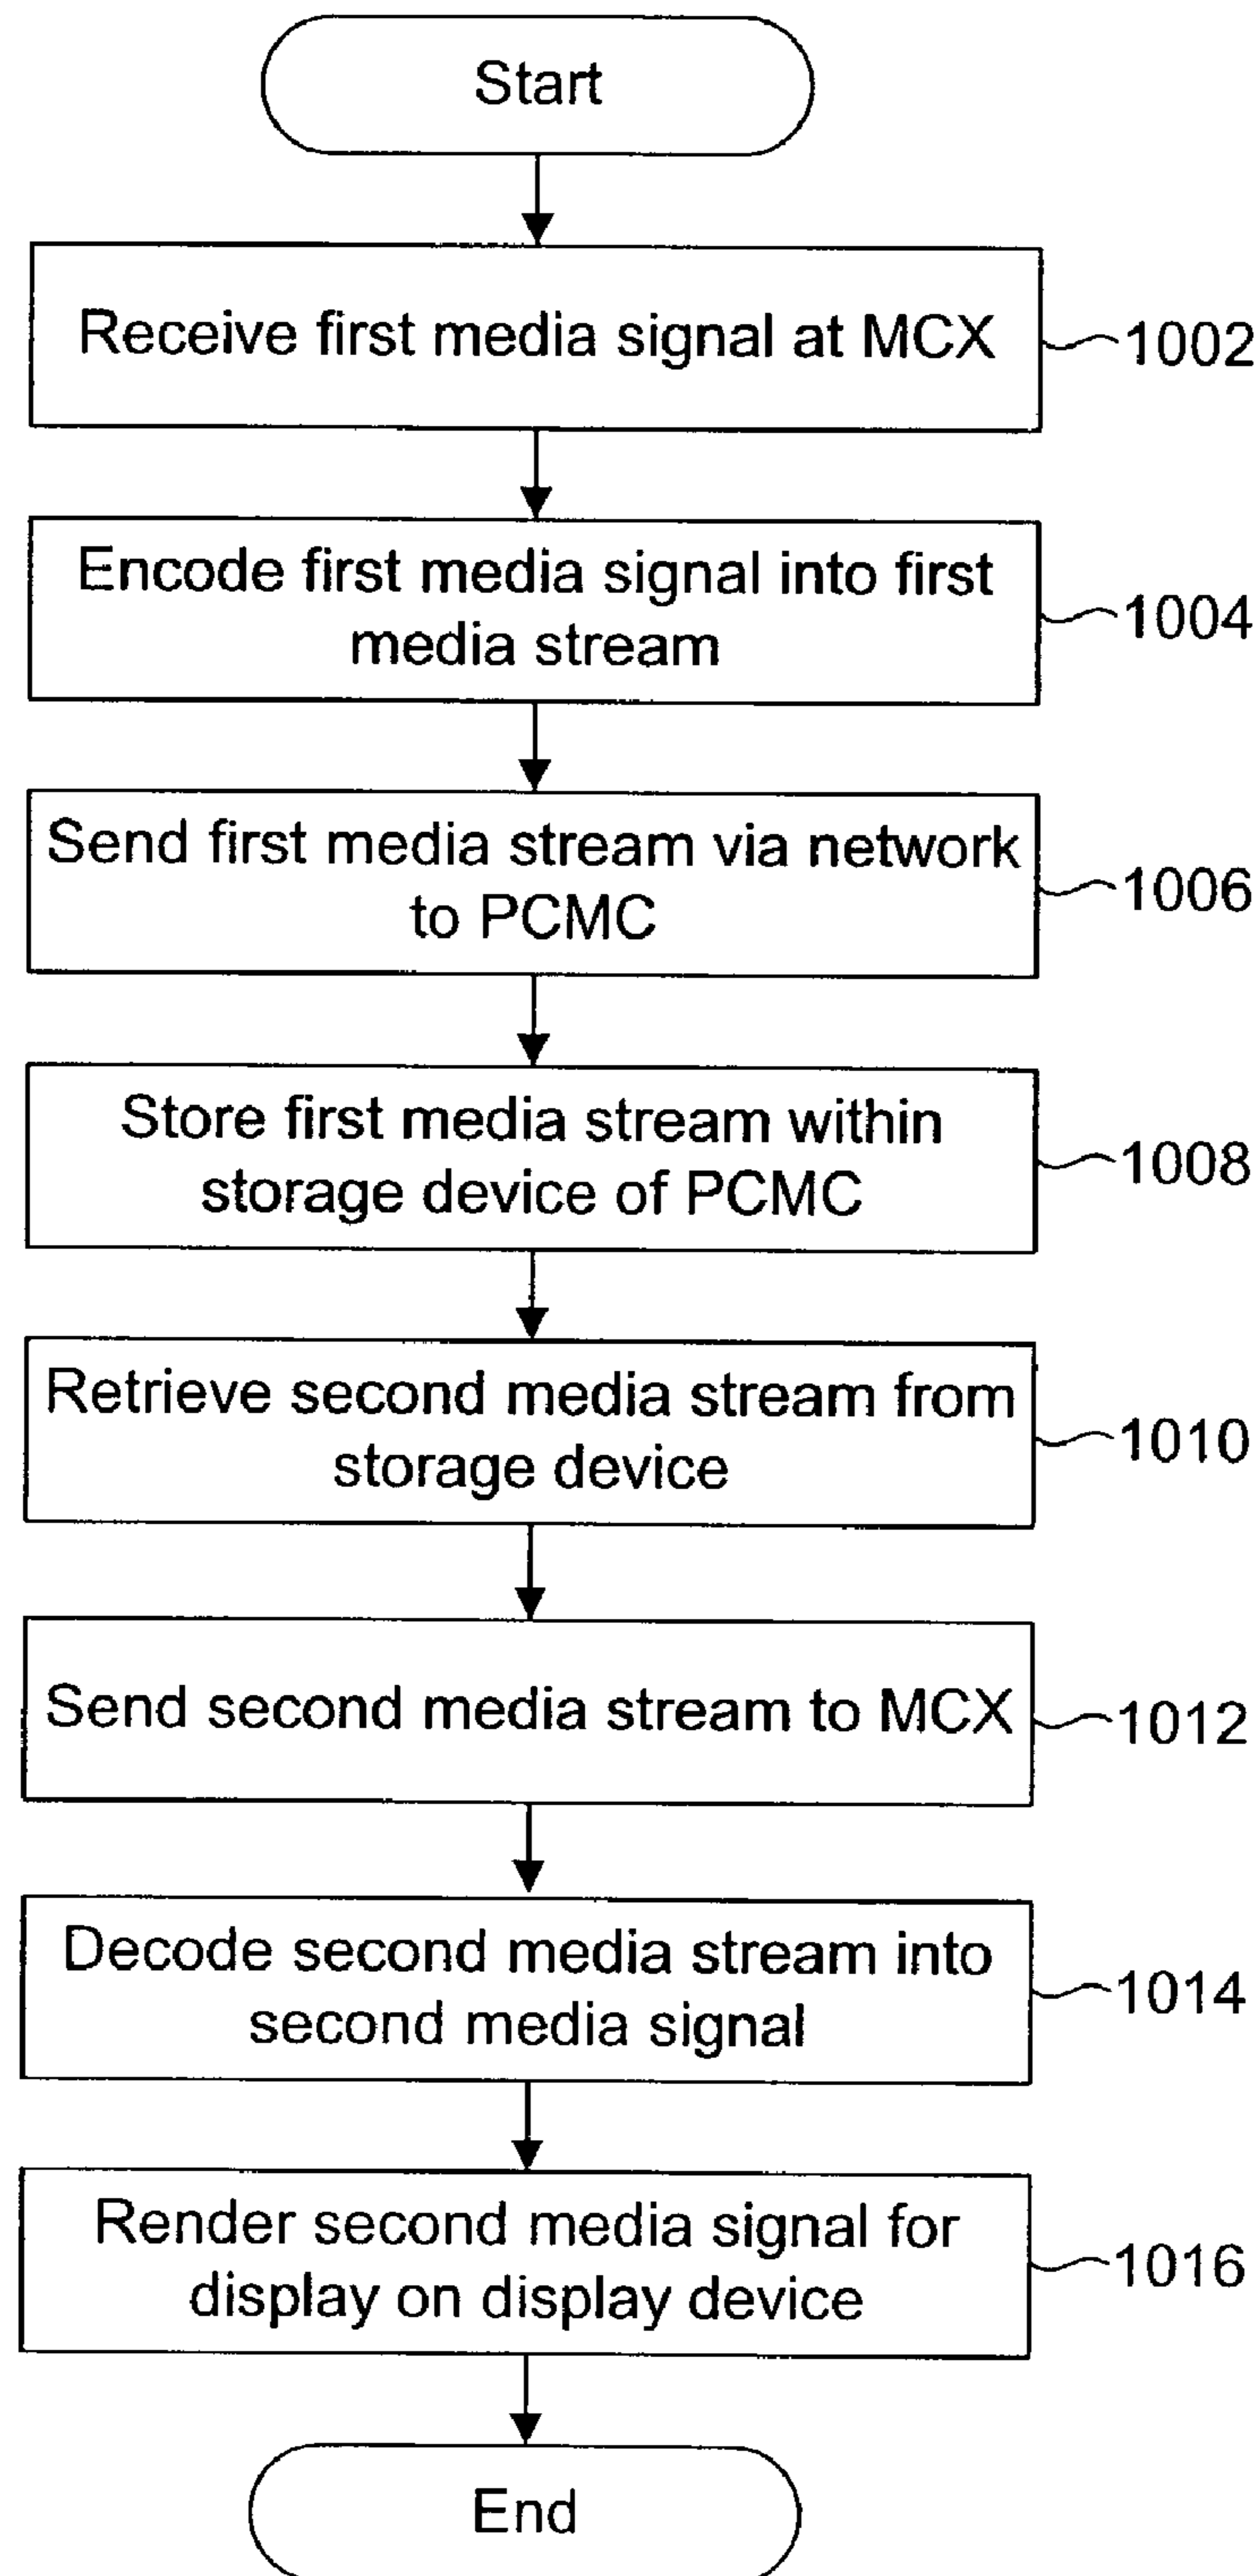 Start
Receive first media signal at MCX
1002
Encode first media signal into first
media stream
1004
Send first media stream via network
to PCMC
1006
Store first media stream within
storage device of PCMC
1008
Retrieve second media stream from
storage device
1010
Send second media stream to MCX
1012
Decode second media stream into
second media signal
1014
Render second media signal for
display on display device
1016
End